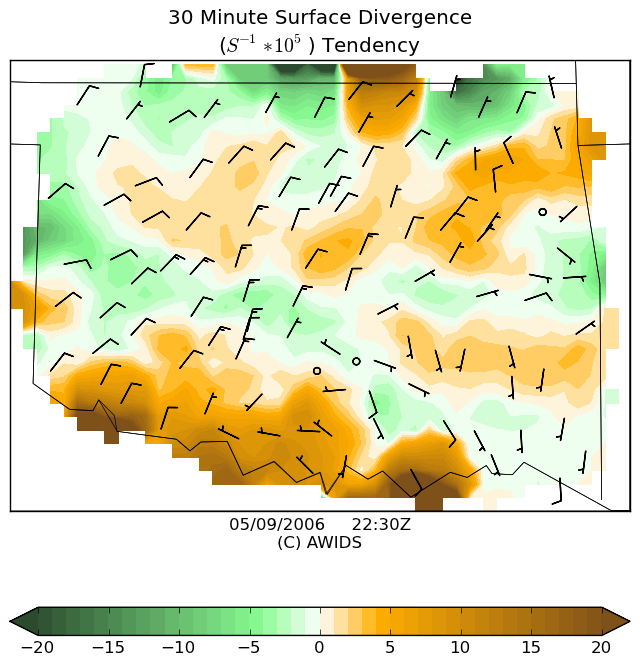 30 Minute Surface Divergence
(S⁻¹ * 10⁵ ) Tendency
05/09/2006 22:30Z
(C) AWIDS
−20 −15 −10 −5 0 5 10 15 20